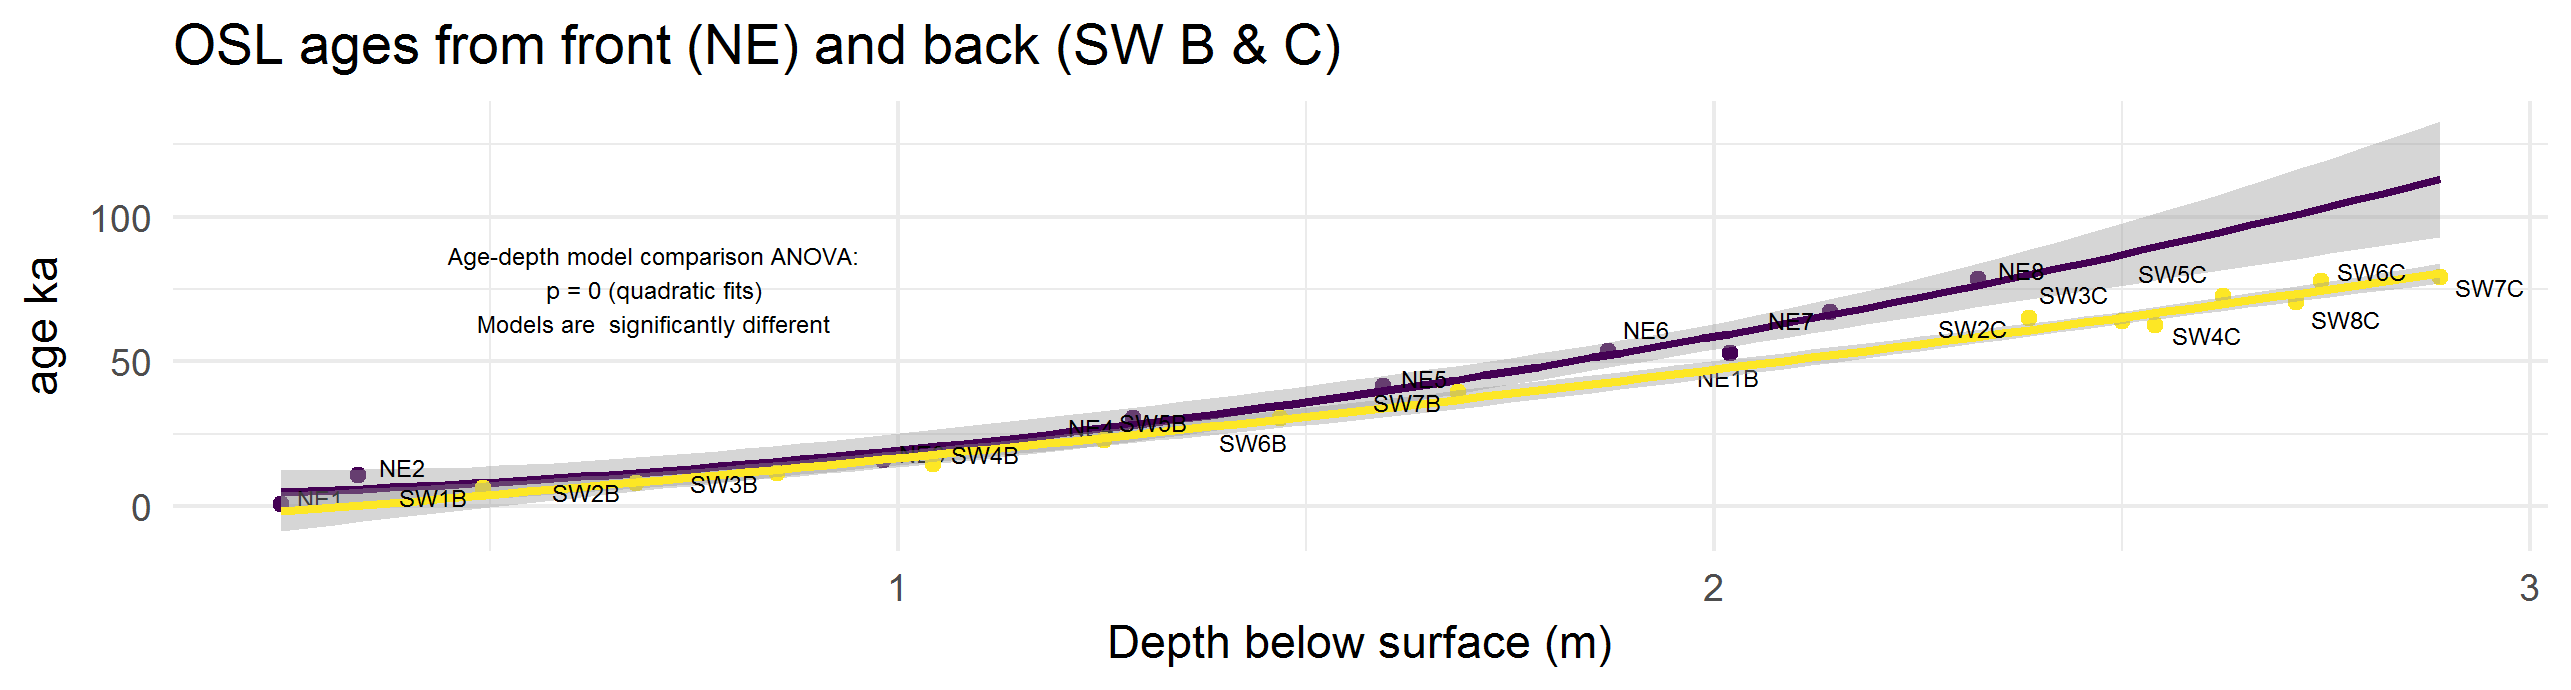 OSL ages from front (NE) and back (SW B & C)
age ka
100
50
0
Age-depth model comparison ANOVA:
p = 0 (quadratic fits)
Models are  significantly different
NE1
NE2
SW1B
SW2B
SW3B
SW4B
NE4
SW5B
SW6B
NE5
SW7B
NE6
NE1B
NE7
NE8
SW2C
SW3C
SW5C
SW4C
SW6C
SW8C
SW7C
1
2
3
Depth below surface (m)